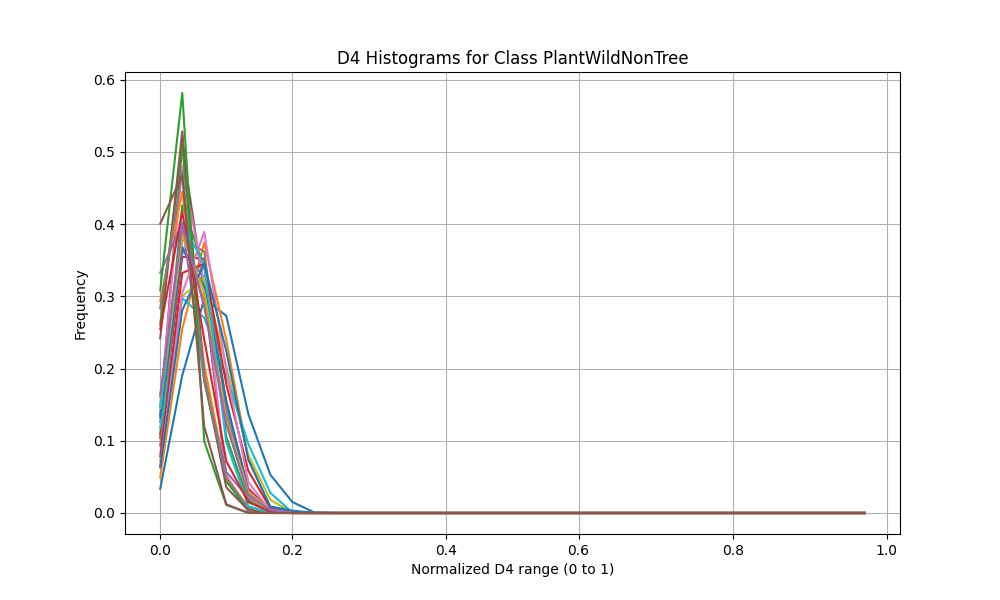 D4 Histograms for Class PlantWildNonTree
0.6
0.5
0.4
0.3
0.2
0.1
0.0
Frequency
0.0 0.2 0.4 0.6 0.8 1.0
Normalized D4 range (0 to 1)